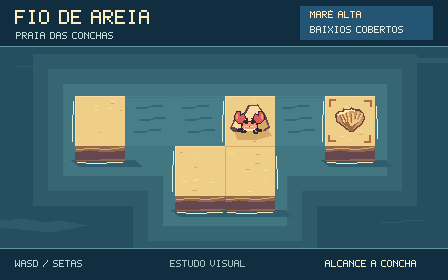 FIO DE AREIA
PRAIA DAS CONCHAS
MARÉ ALTA
BAIXIOS COBERTOS
WASD / SETAS
ESTUDO VISUAL
ALCANCE A CONCHA